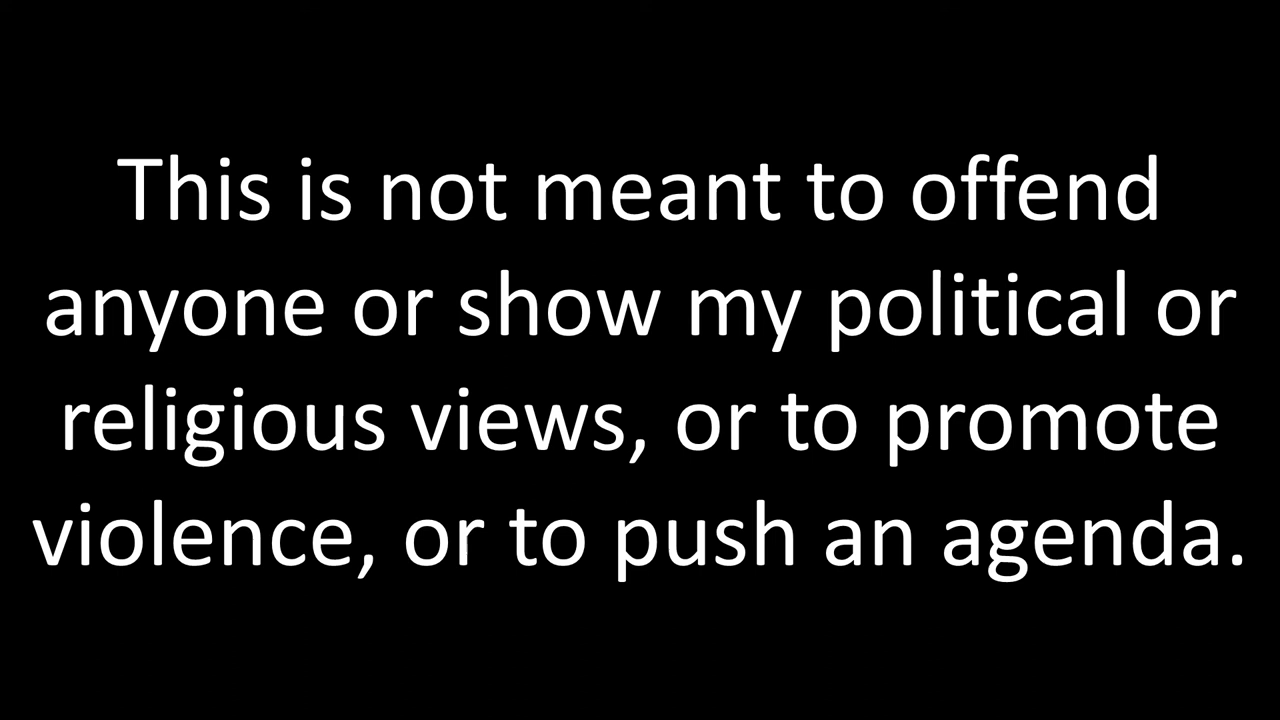 This is not meant to offend
anyone or show my political or
religious views, or to promote
violence, or to push an agenda.